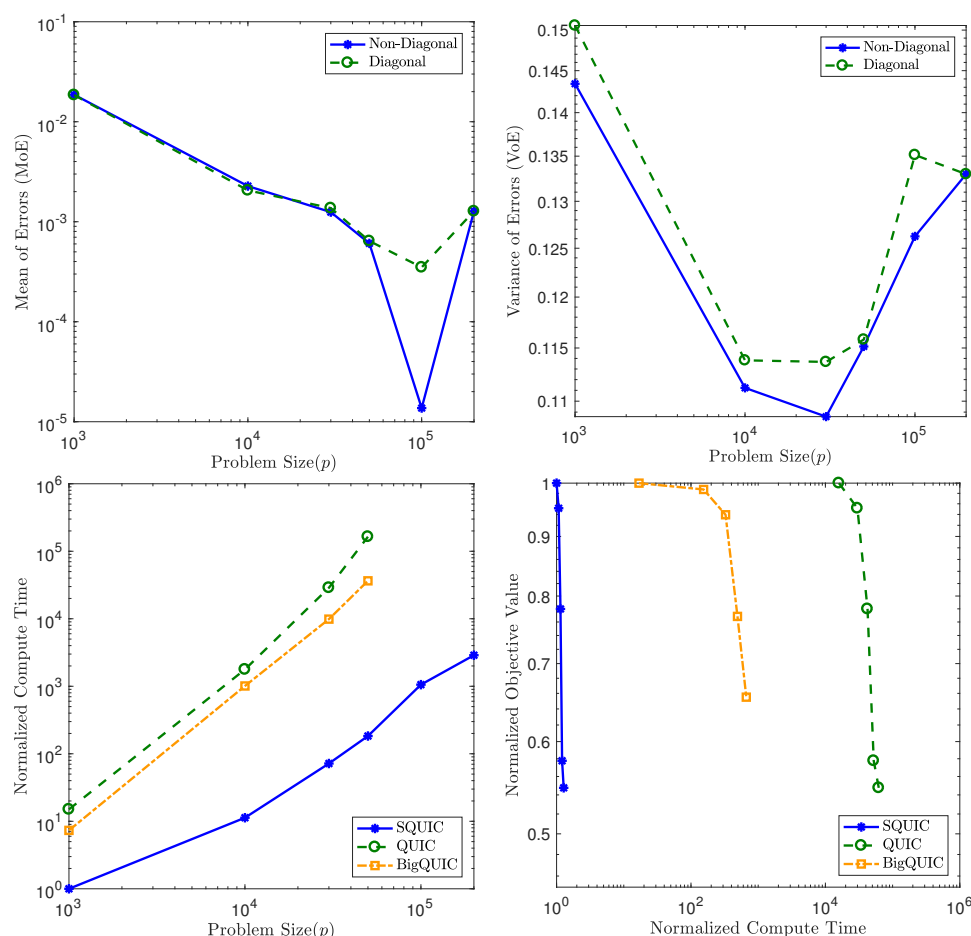 10^-1
10^-2
10^-3
10^-4
10^-5
10^3
10^4
10^5
Mean of Errors (MoE)
Problem Size(p)
Non-Diagonal
Diagonal
0.15
0.145
0.14
0.135
0.13
0.125
0.12
0.115
0.11
10^3
10^4
10^5
Variance of Errors (VoE)
Problem Size(p)
Non-Diagonal
Diagonal
10^6
10^5
10^4
10^3
10^2
10^1
10^0
10^3
10^4
10^5
Normalized Compute Time
Problem Size(p)
SQUIC
QUIC
BigQUIC
1
0.9
0.8
0.7
0.6
0.5
10^0
10^2
10^4
10^6
Normalized Objective Value
Normalized Compute Time
SQUIC
QUIC
BigQUIC